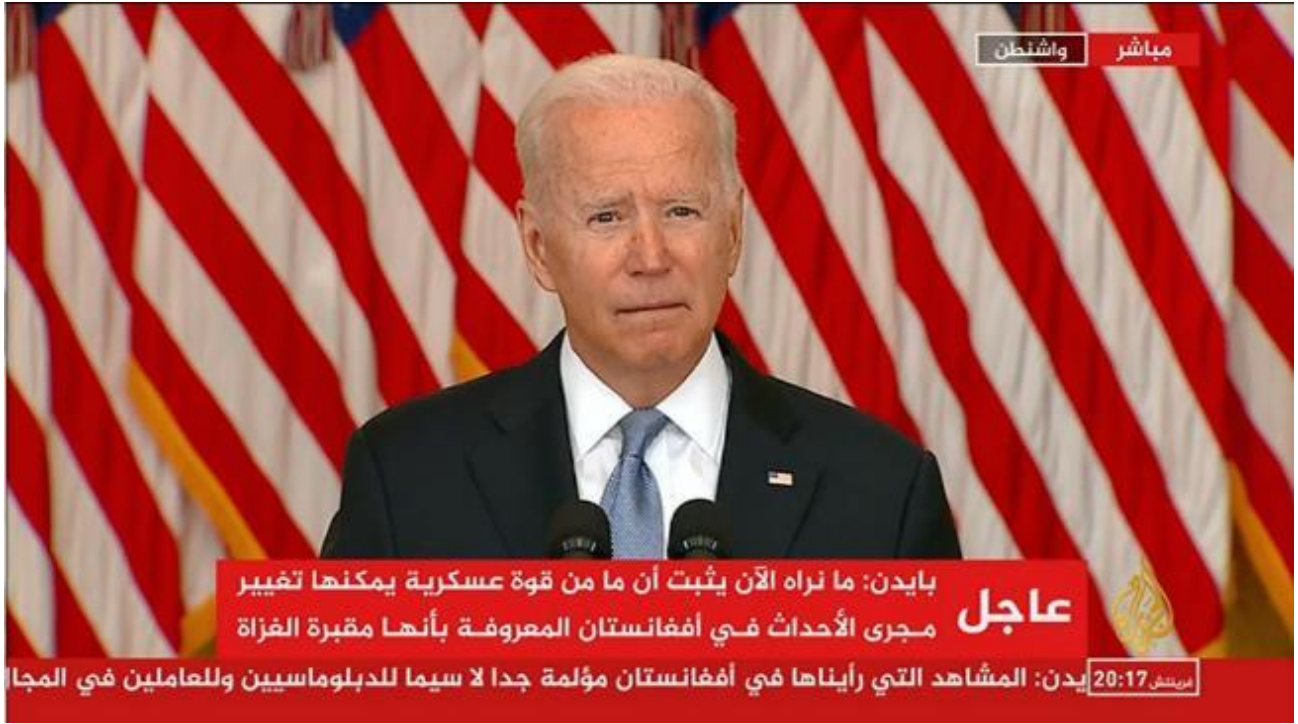 مباشر واشنطن
عاجل
بايدن: ما نراه الآن يثبت أن ما من قوة عسكرية يمكنها تغيير
مجرى الأحداث في أفغانستان المعروفة بأنها مقبرة الغزاة
غرينتش 20:17
يدن: المشاهد التي رأيناها في أفغانستان مؤلمة جدا لا سيما للدبلوماسيين وللعاملين في المجال